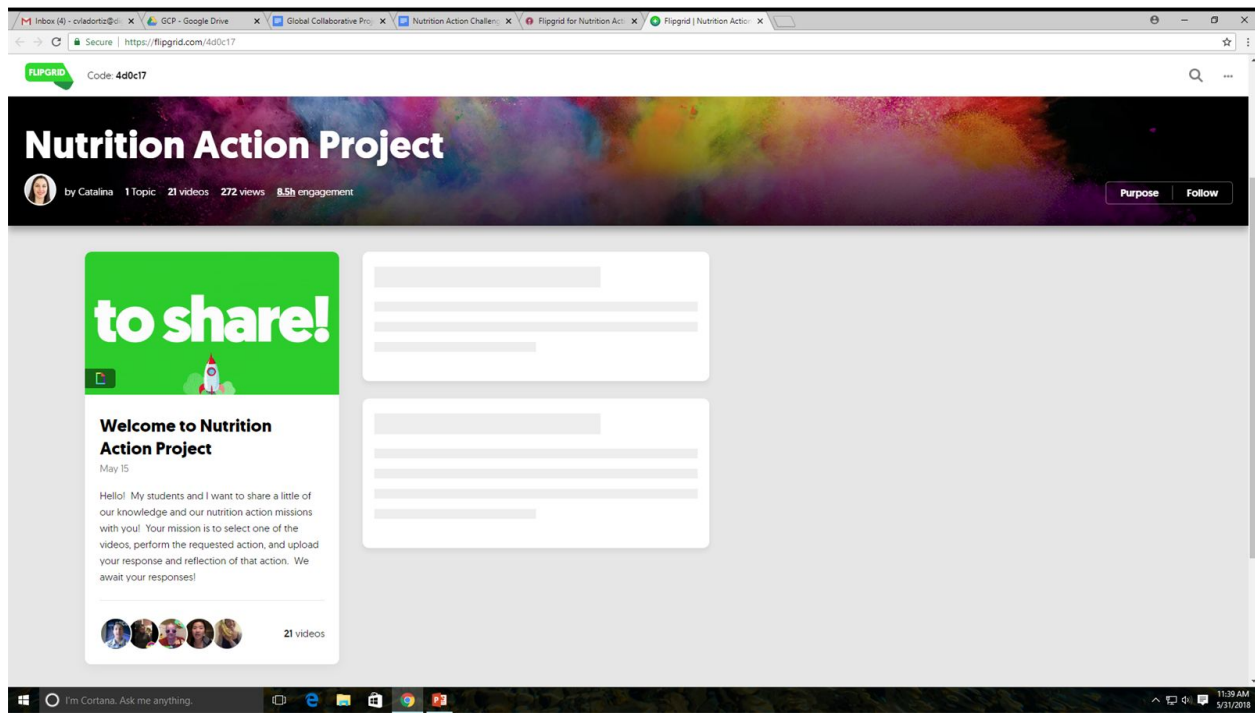 Inbox (4) - cvladortiz@di
GCP - Google Drive
Global Collaborative Proj
Nutrition Action Challeng
Flipgrid for Nutrition Acti
Flipgrid | Nutrition Action
Secure | https://flipgrid.com/4d0c17
FLIPGRID
Code: 4d0c17
Nutrition Action Project
by Catalina 1 Topic 21 videos 272 views 8.5h engagement
Purpose Follow
to share!
Welcome to Nutrition
Action Project
May 15
Hello! My students and I want to share a little of
our knowledge and our nutrition action missions
with you! Your mission is to select one of the
videos, perform the requested action, and upload
your response and reflection of that action. We
await your responses!
21 videos
I'm Cortana. Ask me anything.
11:39 AM
5/31/2018